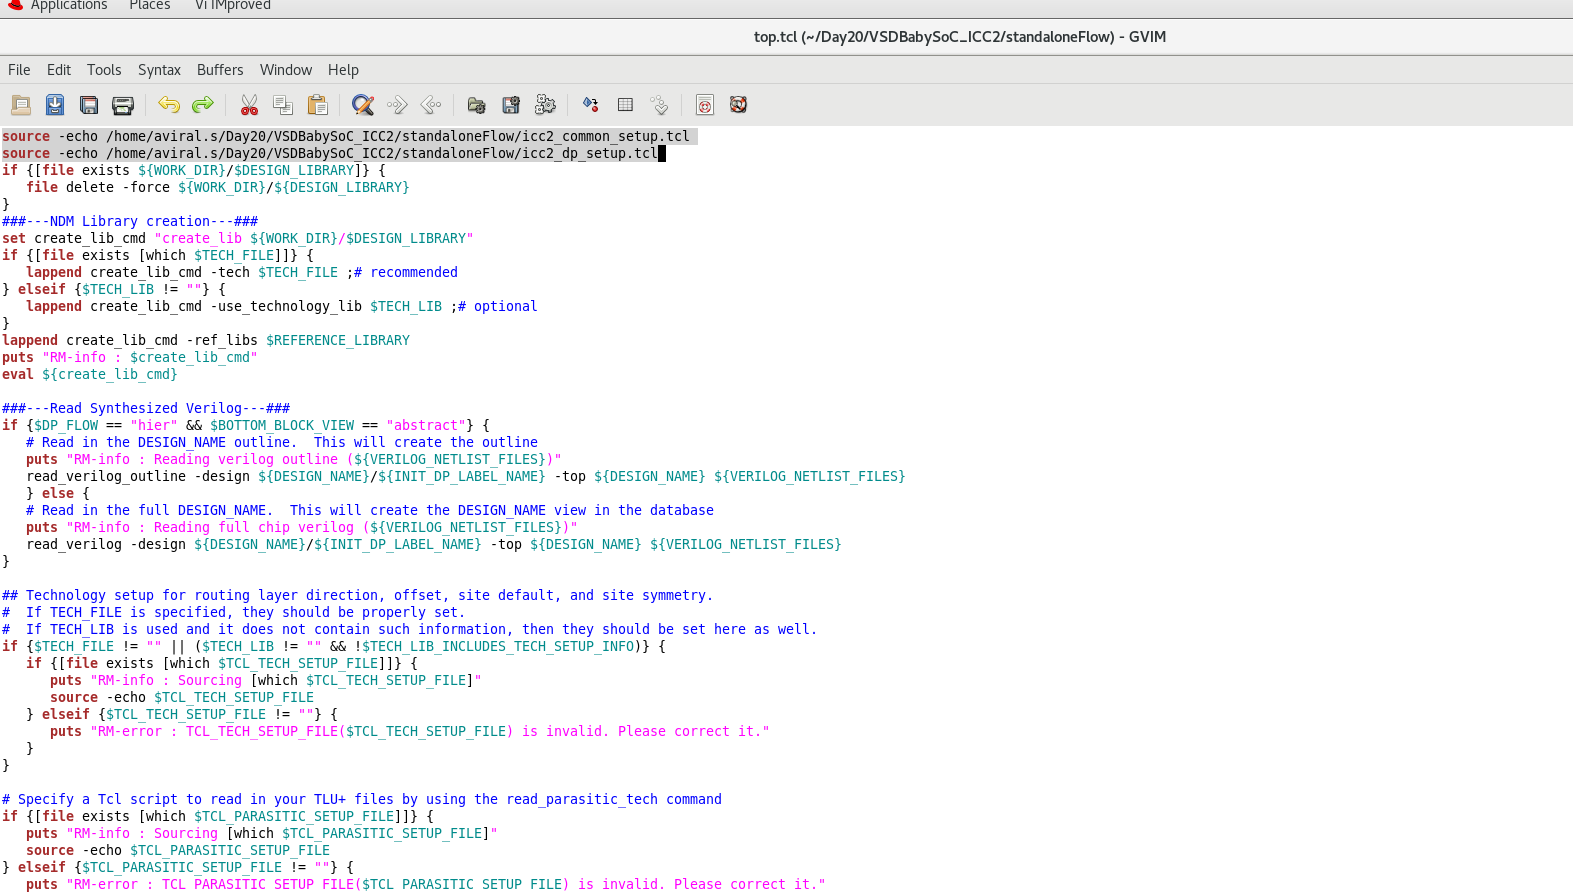 Applications Places Vi IMproved
top.tcl (~/Day20/VSDBabySoC_ICC2/standaloneFlow) - GVIM
File Edit Tools Syntax Buffers Window Help
source -echo /home/aviral.s/Day20/VSDBabySoC_ICC2/standaloneFlow/icc2_common_setup.tcl
source -echo /home/aviral.s/Day20/VSDBabySoC_ICC2/standaloneFlow/icc2_dp_setup.tcl
if {[file exists ${WORK_DIR}/$DESIGN_LIBRARY]} {
   file delete -force ${WORK_DIR}/${DESIGN_LIBRARY}
}
###---NDM Library creation---###
set create_lib_cmd "create_lib ${WORK_DIR}/$DESIGN_LIBRARY"
if {[file exists [which $TECH_FILE]]} {
   lappend create_lib_cmd -tech $TECH_FILE ;# recommended
} elseif {$TECH_LIB != ""} {
   lappend create_lib_cmd -use_technology_lib $TECH_LIB ;# optional
}
lappend create_lib_cmd -ref_libs $REFERENCE_LIBRARY
puts "RM-info : $create_lib_cmd"
eval ${create_lib_cmd}

###---Read Synthesized Verilog---###
if {$DP_FLOW == "hier" && $BOTTOM_BLOCK_VIEW == "abstract"} {
   # Read in the DESIGN_NAME outline.  This will create the outline
   puts "RM-info : Reading verilog outline (${VERILOG_NETLIST_FILES})"
   read_verilog_outline -design ${DESIGN_NAME}/${INIT_DP_LABEL_NAME} -top ${DESIGN_NAME} ${VERILOG_NETLIST_FILES}
   } else {
   # Read in the full DESIGN_NAME.  This will create the DESIGN_NAME view in the database
   puts "RM-info : Reading full chip verilog (${VERILOG_NETLIST_FILES})"
   read_verilog -design ${DESIGN_NAME}/${INIT_DP_LABEL_NAME} -top ${DESIGN_NAME} ${VERILOG_NETLIST_FILES}
}

## Technology setup for routing layer direction, offset, site default, and site symmetry.
#  If TECH_FILE is specified, they should be properly set.
#  If TECH_LIB is used and it does not contain such information, then they should be set here as well.
if {$TECH_FILE != "" || ($TECH_LIB != "" && !$TECH_LIB_INCLUDES_TECH_SETUP_INFO)} {
   if {[file exists [which $TCL_TECH_SETUP_FILE]]} {
      puts "RM-info : Sourcing [which $TCL_TECH_SETUP_FILE]"
      source -echo $TCL_TECH_SETUP_FILE
   } elseif {$TCL_TECH_SETUP_FILE != ""} {
      puts "RM-error : TCL_TECH_SETUP_FILE($TCL_TECH_SETUP_FILE) is invalid. Please correct it."
   }
}

# Specify a Tcl script to read in your TLU+ files by using the read_parasitic_tech command
if {[file exists [which $TCL_PARASITIC_SETUP_FILE]]} {
   puts "RM-info : Sourcing [which $TCL_PARASITIC_SETUP_FILE]"
   source -echo $TCL_PARASITIC_SETUP_FILE
} elseif {$TCL_PARASITIC_SETUP_FILE != ""} {
   puts "RM-error : TCL_PARASITIC_SETUP_FILE($TCL_PARASITIC_SETUP_FILE) is invalid. Please correct it."